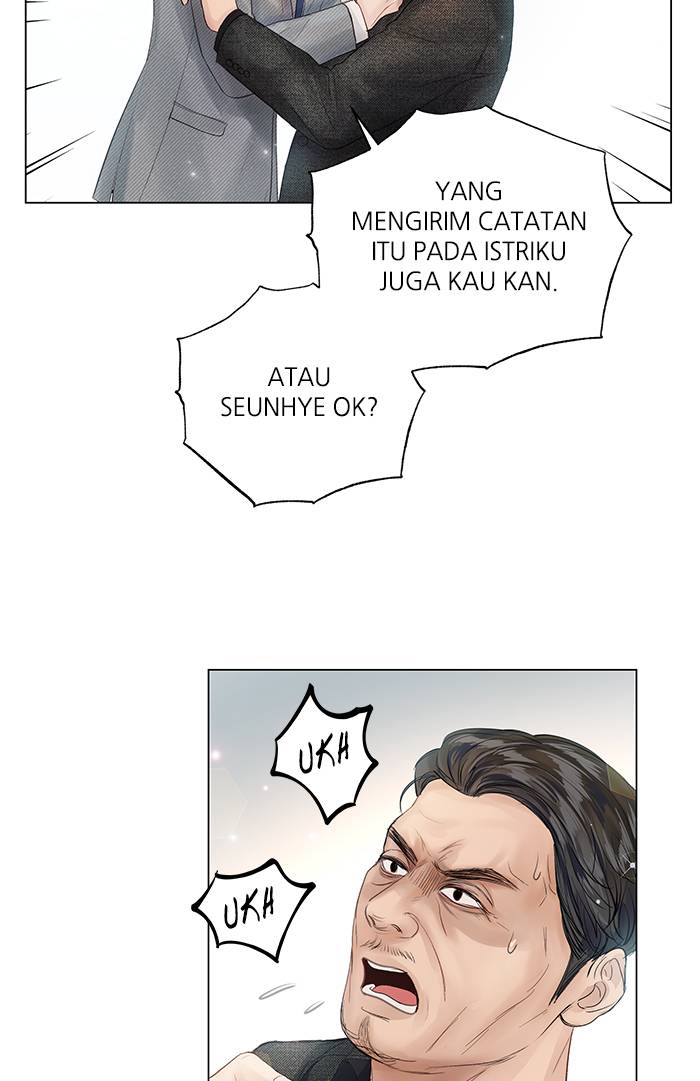 YANG
MENGIRIM CATATAN
ITU PADA ISTRIKU
JUGA KAU KAN.
ATAU
SEUNHYE OK?
UKH
UKH